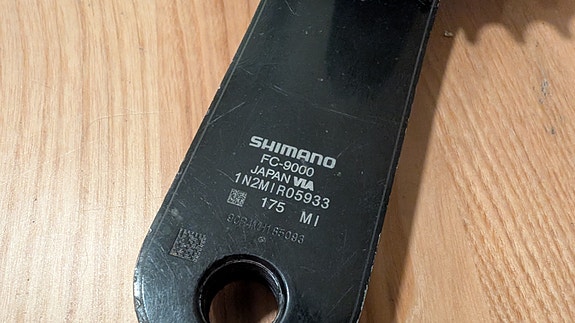 SHIMANO
FC-9000
JAPAN VIA
1N2MIR05933
175 MI